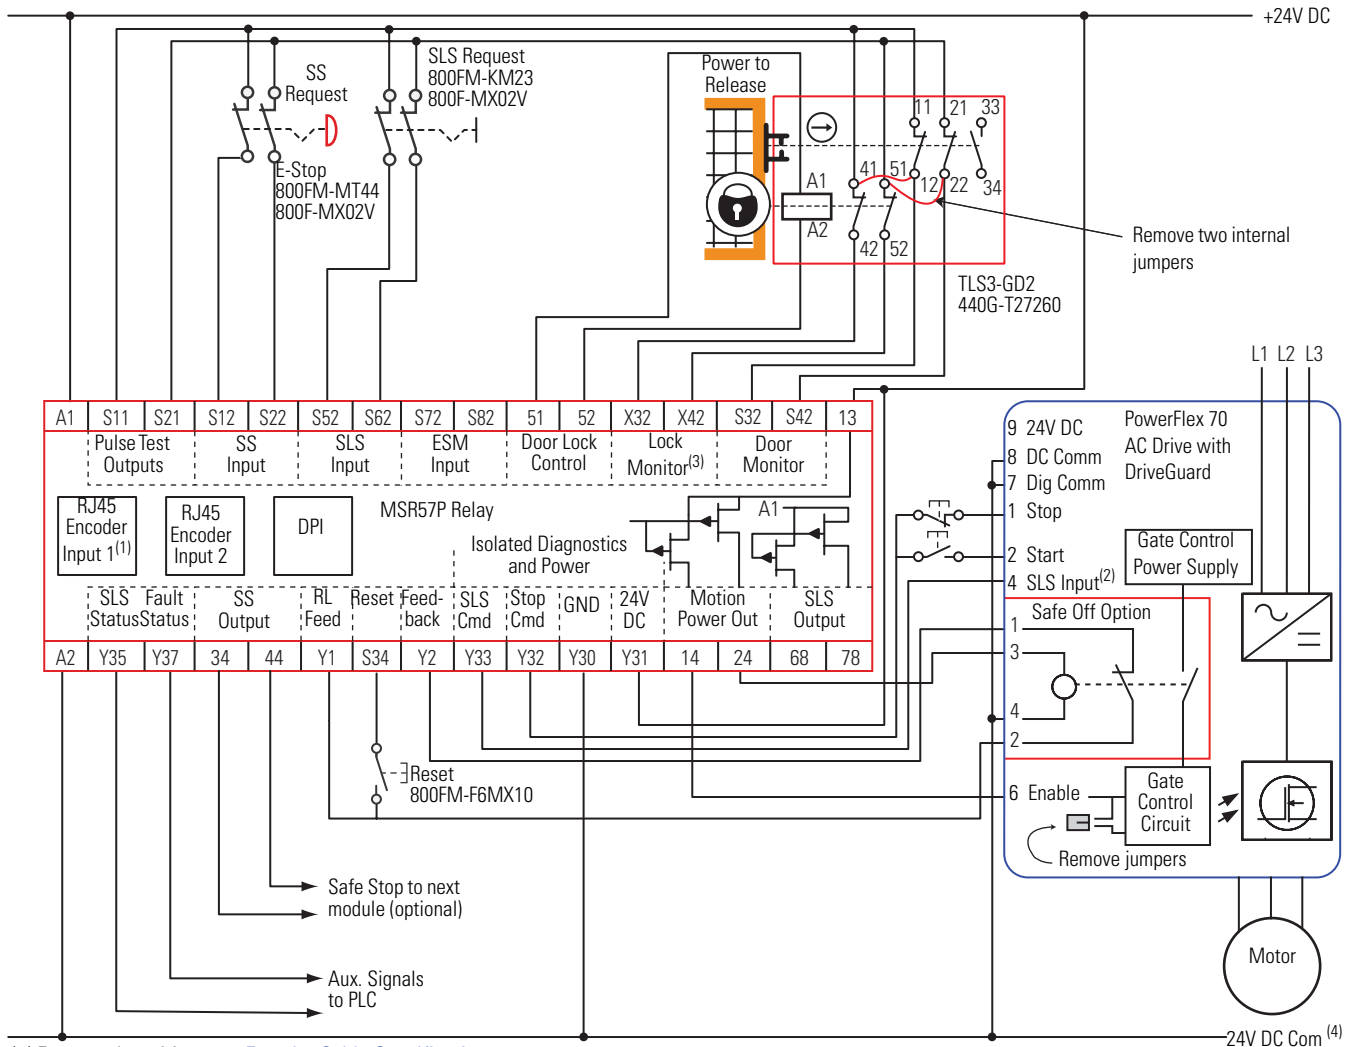 +24V DC
SS
Request
SLS Request
800FM-KM23
800F-MX02V
Power to
Release
11 21 33
E-Stop
800FM-MT44
800F-MX02V
A1
41 51 12 22 34
A2
42 52
Remove two internal
jumpers
TLS3-GD2
440G-T27260
L1 L2 L3
A1 S11 S21 S12 S22 S52 S62 S72 S82 51 52 X32 X42 S32 S42 13
Pulse Test
Outputs
SS
Input
SLS
Input
ESM
Input
Door Lock
Control
Lock
Monitor(3)
Door
Monitor
RJ45
Encoder
Input 1(1)
RJ45
Encoder
Input 2
DPI
MSR57P Relay
A1
Isolated Diagnostics
and Power
SLS
Status
Fault
Status
SS
Output
RL
Feed
Reset
Feed-
back
SLS
Cmd
Stop
Cmd
GND
24V
DC
Motion
Power Out
SLS
Output
A2 Y35 Y37 34 44 Y1 S34 Y2 Y33 Y32 Y30 Y31 14 24 68 78
PowerFlex 70
AC Drive with
DriveGuard
9 24V DC
8 DC Comm
7 Dig Comm
1 Stop
2 Start
4 SLS Input(2)
Gate Control
Power Supply
Safe Off Option
1
3
4
2
6 Enable
Gate
Control
Circuit
Remove jumpers
Reset
800FM-F6MX10
Safe Stop to next
module (optional)
Aux. Signals
to PLC
Motor
24V DC Com (4)